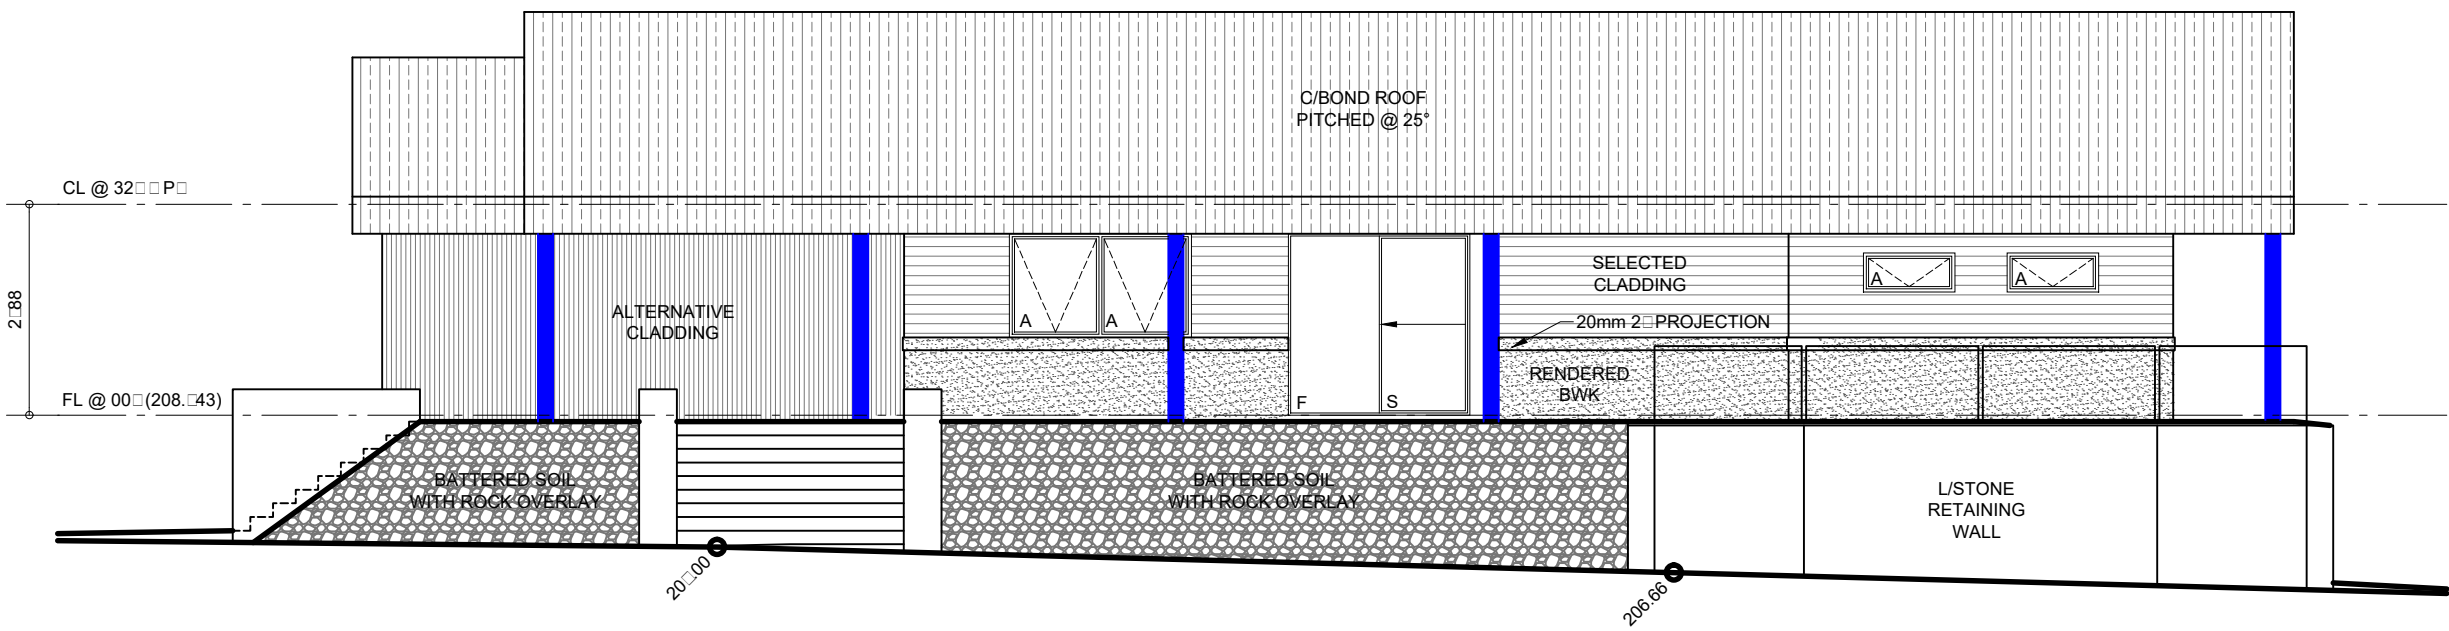 C/BOND ROOF
PITCHED @ 25°
CL @ 32□□P□
2□88
SELECTED
CLADDING
ALTERNATIVE
CLADDING
A
A
A
A
20mm 2□PROJECTION
RENDERED
BWK
FL @ 00□(208.□43)
F
S
BATTERED SOIL
WITH ROCK OVERLAY
BATTERED SOIL
WITH ROCK OVERLAY
L/STONE
RETAINING
WALL
20□.00
206.66